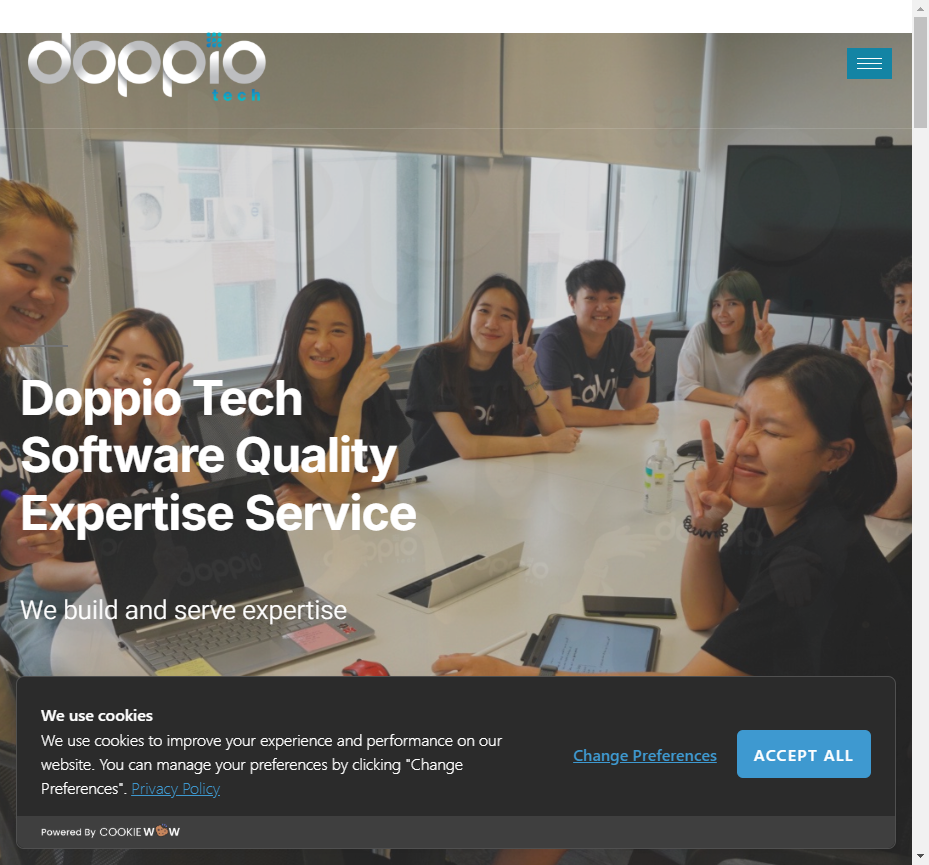 doppio
tech
Doppio Tech
Software Quality
Expertise Service
We build and serve expertise
We use cookies
We use cookies to improve your experience and performance on our
website. You can manage your preferences by clicking "Change
Preferences". Privacy Policy
Change Preferences
ACCEPT ALL
Powered By COOKIE WOW